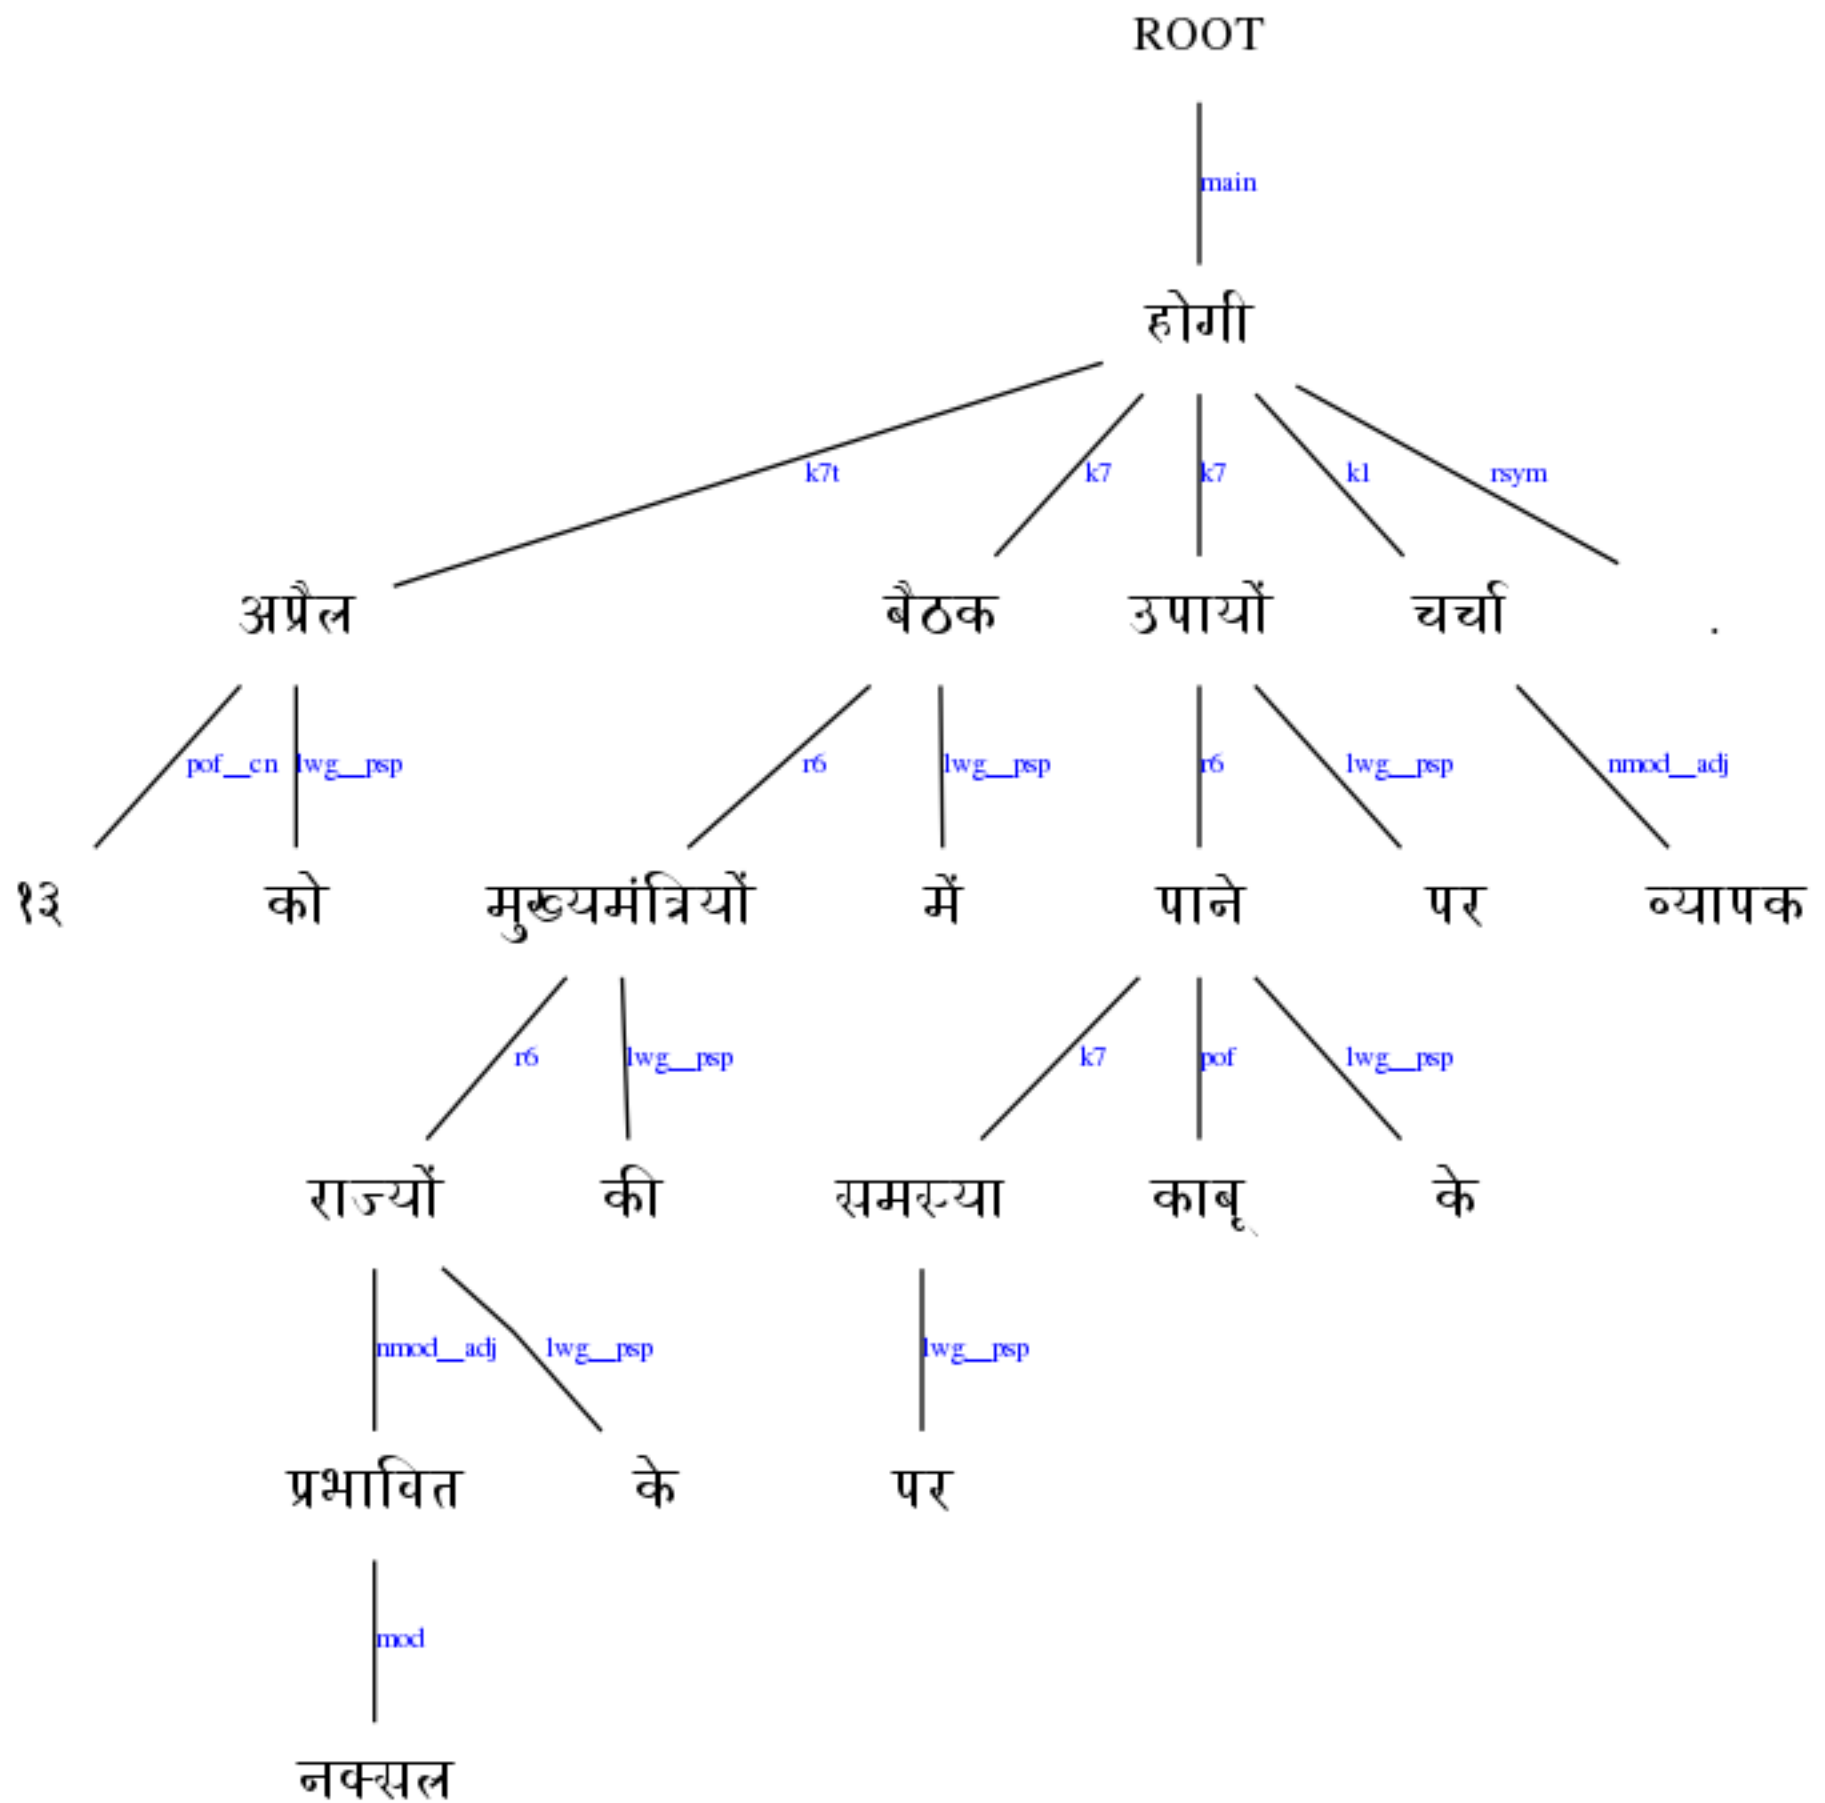 ROOT
main
होगी
k7t k7 k7 k1 rsym
अप्रैल बैठक उपायों चर्चा .
pof__cn lwg__psp r6 lwg__psp r6 lwg__psp nmod__adj
१३ को मुख्यमंत्रियों में पाने पर व्यापक
r6 lwg__psp k7 pof lwg__psp
राज्यों की समस्या काबू के
nmod__adj lwg__psp lwg__psp
प्रभावित के पर
mod
नक्सल